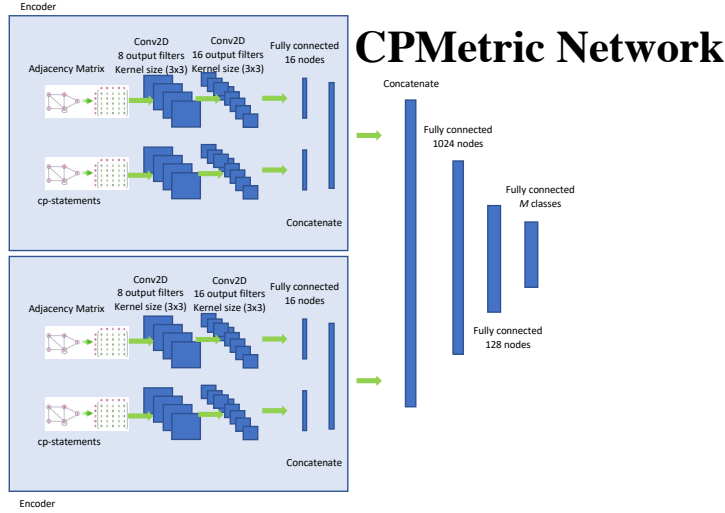 Encoder
CPMetric Network
Conv2D
8 output filters
Kernel size (3x3)
Conv2D
16 output filters
Kernel size (3x3)
Fully connected
16 nodes
Adjacency Matrix
cp-statements
Concatenate
Concatenate
Fully connected
1024 nodes
Fully connected
M classes
Fully connected
128 nodes
Conv2D
8 output filters
Kernel size (3x3)
Conv2D
16 output filters
Kernel size (3x3)
Fully connected
16 nodes
Adjacency Matrix
cp-statements
Concatenate
Encoder